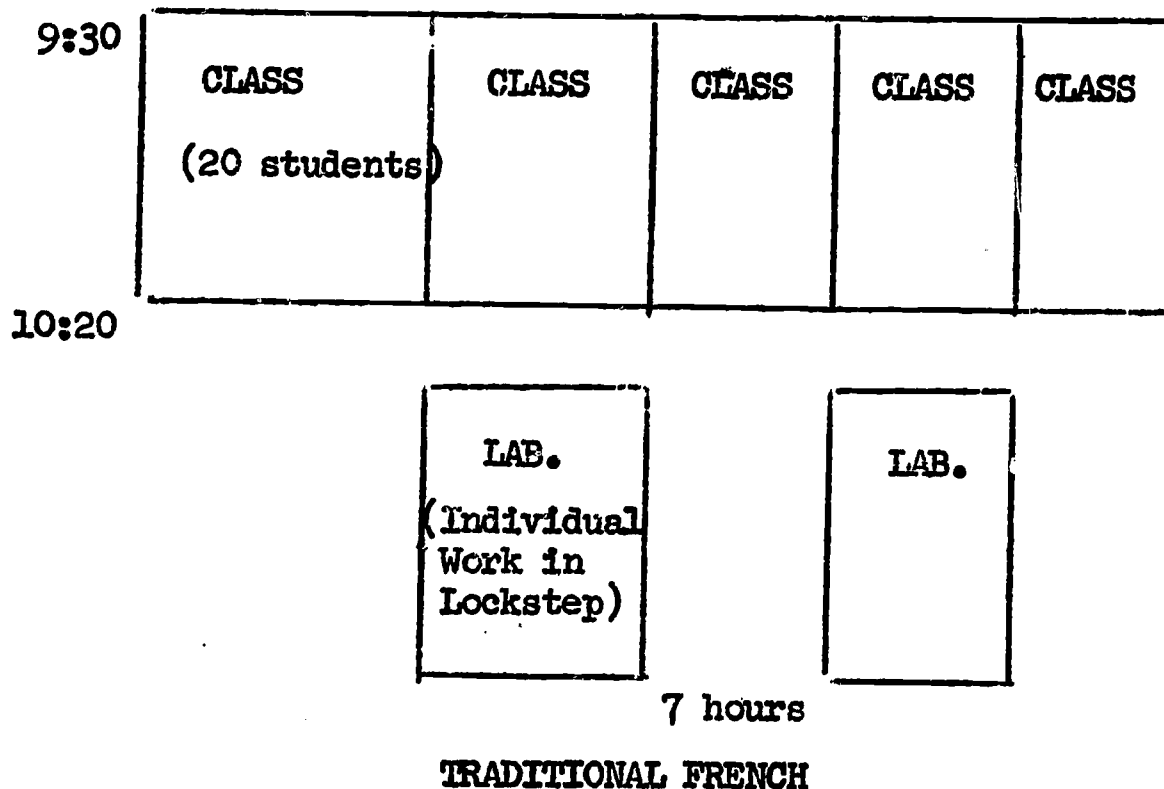 9:30
CLASS CLASS CLASS CLASS CLASS
(20 students)
10:20
LAB. LAB.
(Individual
Work in
Lockstep)
7 hours
TRADITIONAL FRENCH